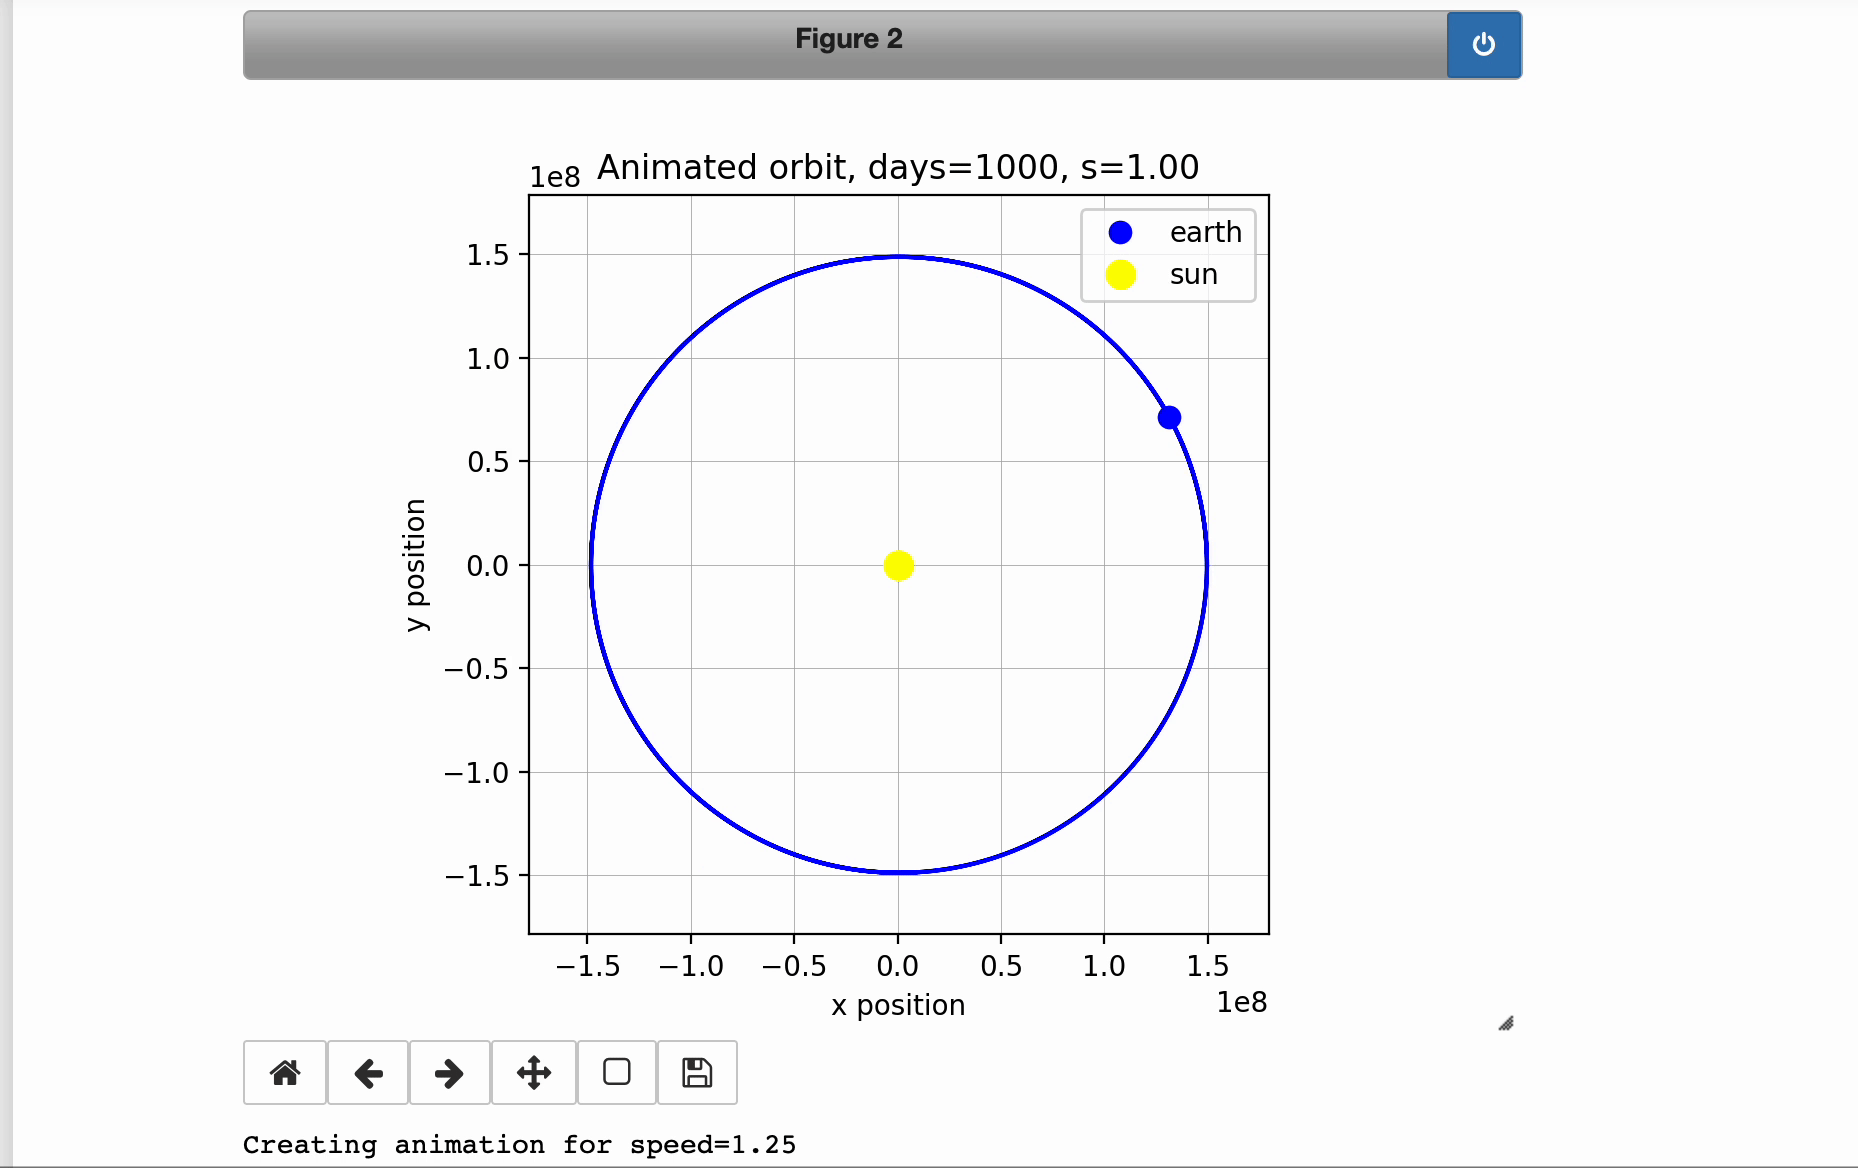 Figure 2
1e8 Animated orbit, days=1000, s=1.00
earth
sun
1.5
1.0
0.5
0.0
−0.5
−1.0
−1.5
y position
−1.5 −1.0 −0.5 0.0 0.5 1.0 1.5
x position
1e8
Creating animation for speed=1.25